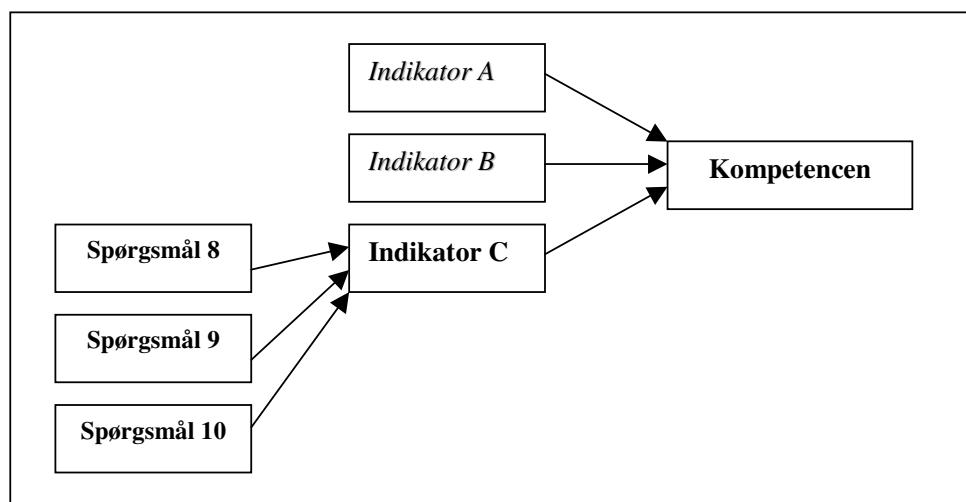 Indikator A
Indikator B
Kompetencen
Spørgsmål 8
Indikator C
Spørgsmål 9
Spørgsmål 10